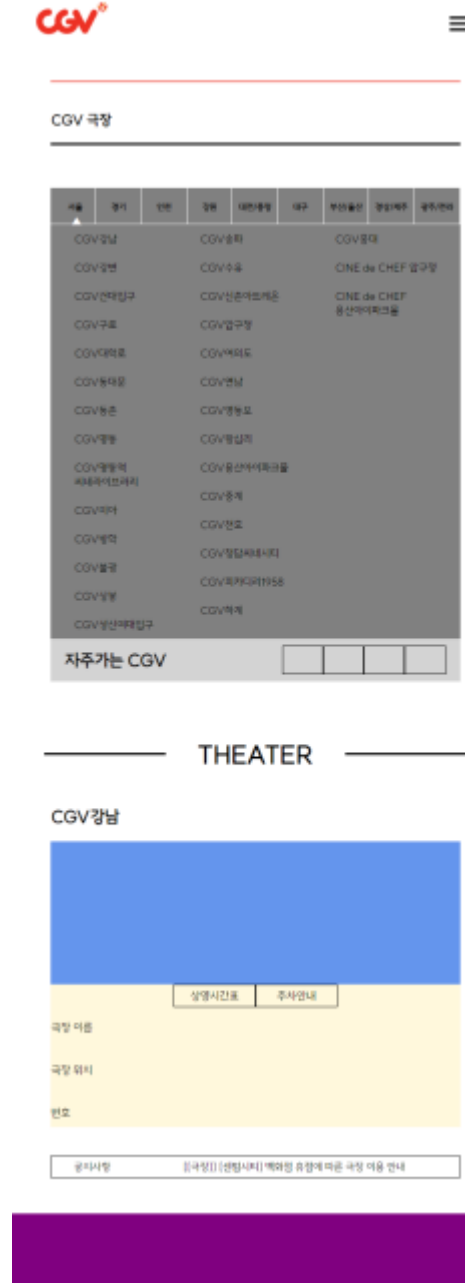 CGV
CGV 극장
서울 경기 인천 강원 대전/충청 대구 부산/울산 경상/제주 광주/전라
CGV강남 CGV송파 CGV홍대
CGV강변 CGV수유 CINE de CHEF 압구정
CGV건대입구 CGV신촌아트레온 CINE de CHEF
용산아이파크몰
CGV구로 CGV압구정
CGV대학로 CGV여의도
CGV동대문 CGV연남
CGV등촌 CGV영등포
CGV명동 CGV왕십리
CGV명동역 CGV용산아이파크몰
씨네라이브러리
CGV중계
CGV미아
CGV천호
CGV방학
CGV청담씨네시티
CGV불광
CGV피카디리1958
CGV상봉
CGV하계
CGV성신여대입구
자주가는 CGV
THEATER
CGV강남
상영시간표 주차안내
극장 이름
극장 위치
번호
공지사항 [[극장]] [센텀시티] 백화점 휴점에 따른 극장 이용 안내